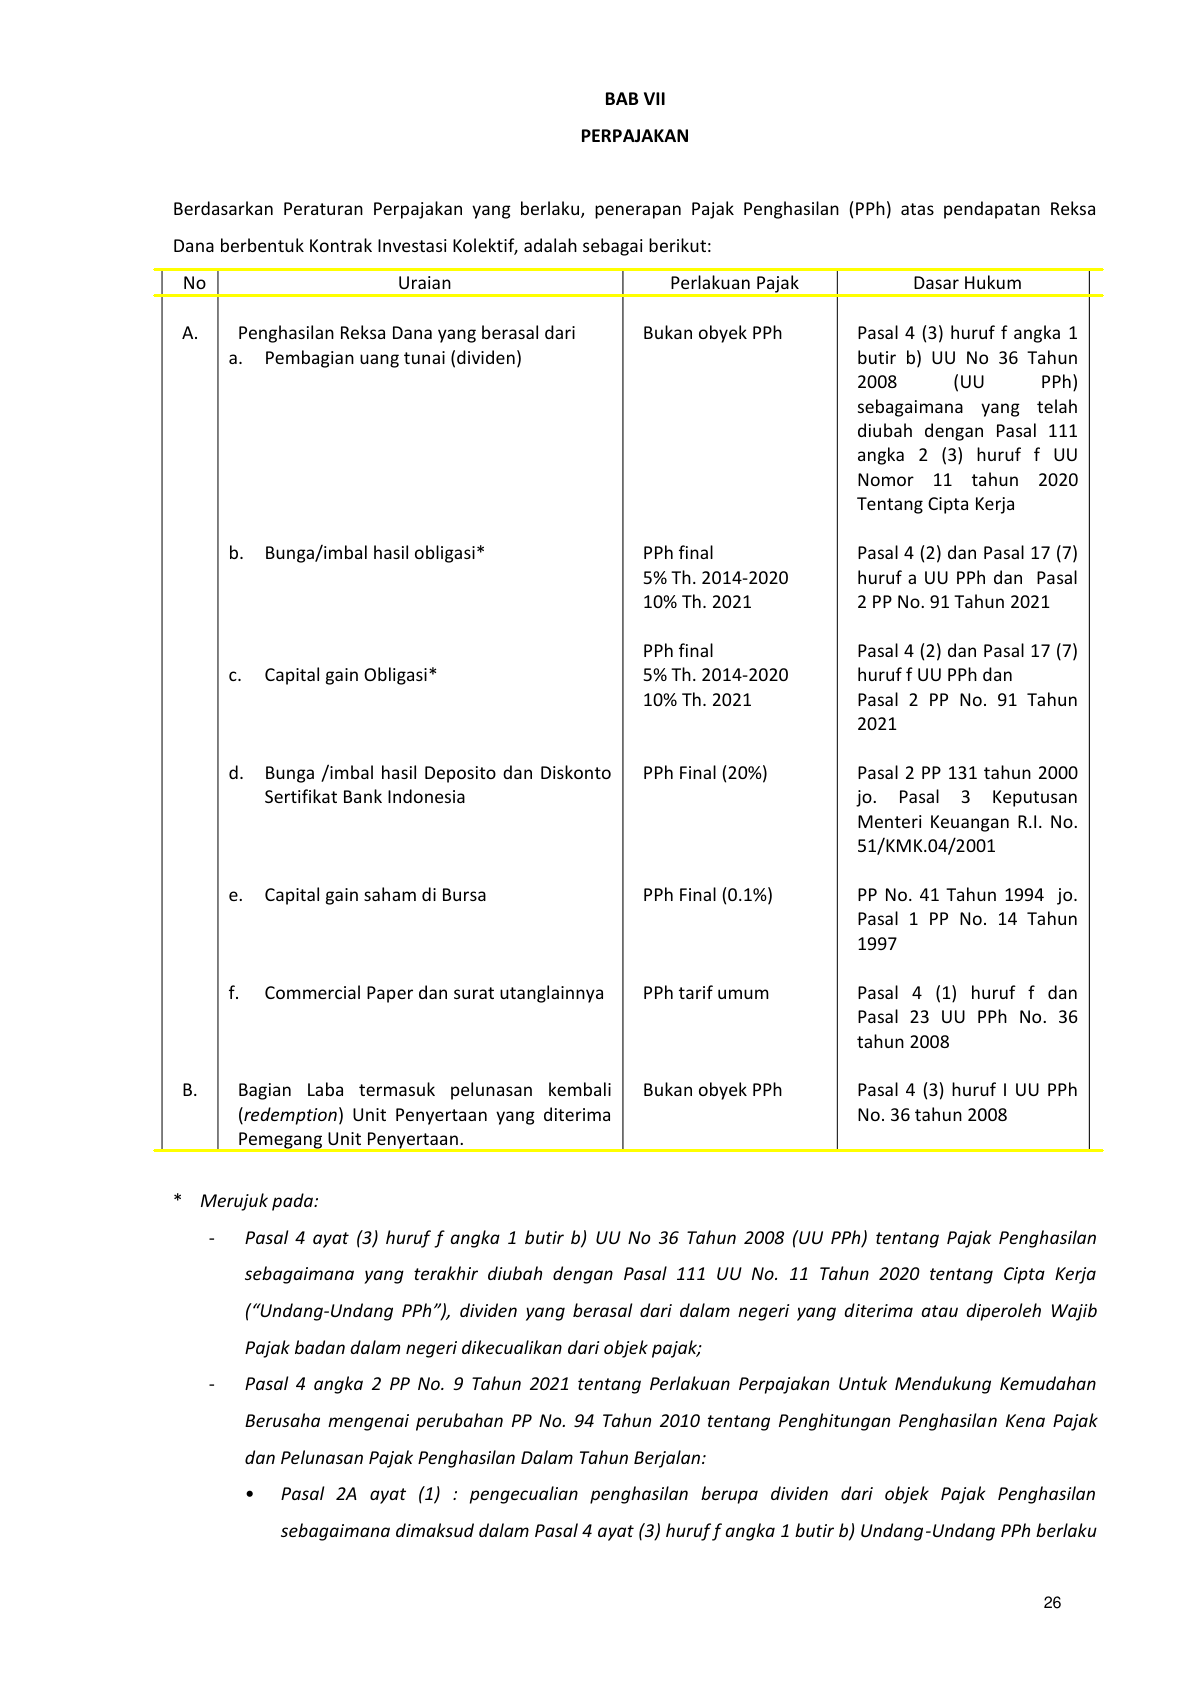 BAB VII
PERPAJAKAN
Berdasarkan Peraturan Perpajakan yang berlaku, penerapan Pajak Penghasilan (PPh) atas pendapatan Reksa
Dana berbentuk Kontrak Investasi Kolektif, adalah sebagai berikut:
No Uraian Perlakuan Pajak Dasar Hukum
A. Penghasilan Reksa Dana yang berasal dari Bukan obyek PPh Pasal 4 (3) huruf f angka 1
a. Pembagian uang tunai (dividen) butir b) UU No 36 Tahun
2008 (UU PPh)
sebagaimana yang telah
diubah dengan Pasal 111
angka 2 (3) huruf f UU
Nomor 11 tahun 2020
Tentang Cipta Kerja
b. Bunga/imbal hasil obligasi* PPh final Pasal 4 (2) dan Pasal 17 (7)
5% Th. 2014-2020 huruf a UU PPh dan Pasal
10% Th. 2021 2 PP No. 91 Tahun 2021
PPh final Pasal 4 (2) dan Pasal 17 (7)
c. Capital gain Obligasi* 5% Th. 2014-2020 huruf f UU PPh dan
10% Th. 2021 Pasal 2 PP No. 91 Tahun
2021
d. Bunga /imbal hasil Deposito dan Diskonto PPh Final (20%) Pasal 2 PP 131 tahun 2000
Sertifikat Bank Indonesia jo. Pasal 3 Keputusan
Menteri Keuangan R.I. No.
51/KMK.04/2001
e. Capital gain saham di Bursa PPh Final (0.1%) PP No. 41 Tahun 1994 jo.
Pasal 1 PP No. 14 Tahun
1997
f. Commercial Paper dan surat utanglainnya PPh tarif umum Pasal 4 (1) huruf f dan
Pasal 23 UU PPh No. 36
tahun 2008
B. Bagian Laba termasuk pelunasan kembali Bukan obyek PPh Pasal 4 (3) huruf I UU PPh
(redemption) Unit Penyertaan yang diterima No. 36 tahun 2008
Pemegang Unit Penyertaan.
* Merujuk pada:
- Pasal 4 ayat (3) huruf f angka 1 butir b) UU No 36 Tahun 2008 (UU PPh) tentang Pajak Penghasilan
sebagaimana yang terakhir diubah dengan Pasal 111 UU No. 11 Tahun 2020 tentang Cipta Kerja
(“Undang-Undang PPh”), dividen yang berasal dari dalam negeri yang diterima atau diperoleh Wajib
Pajak badan dalam negeri dikecualikan dari objek pajak;
- Pasal 4 angka 2 PP No. 9 Tahun 2021 tentang Perlakuan Perpajakan Untuk Mendukung Kemudahan
Berusaha mengenai perubahan PP No. 94 Tahun 2010 tentang Penghitungan Penghasilan Kena Pajak
dan Pelunasan Pajak Penghasilan Dalam Tahun Berjalan:
• Pasal 2A ayat (1) : pengecualian penghasilan berupa dividen dari objek Pajak Penghasilan
sebagaimana dimaksud dalam Pasal 4 ayat (3) huruf f angka 1 butir b) Undang-Undang PPh berlaku
26